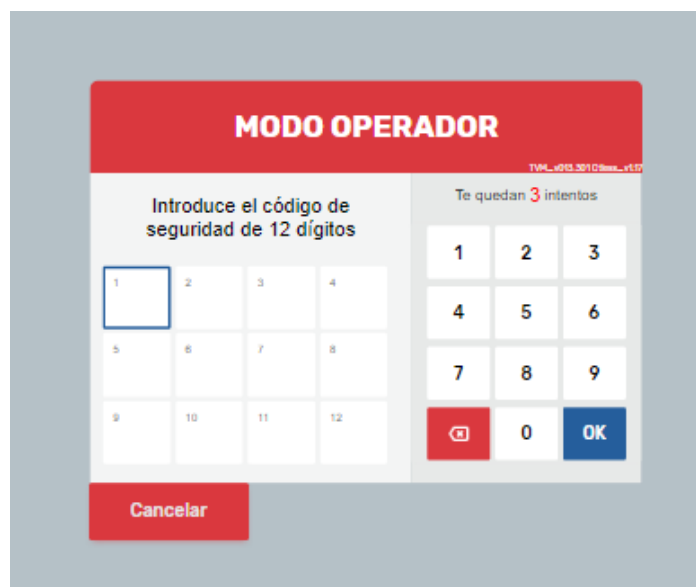 MODO OPERADOR
Introduce el código de
seguridad de 12 dígitos
Te quedan 3 intentos
1 2 3 4
5 6 7 8
9 10 11 12
1 2 3
4 5 6
7 8 9
0 OK
Cancelar